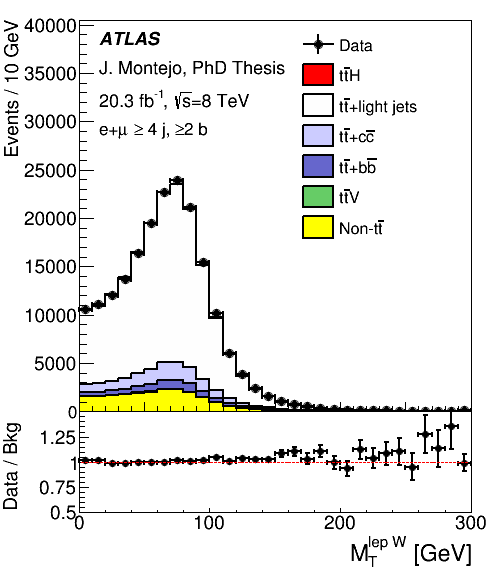 ATLAS
J. Montejo, PhD Thesis
20.3 fb⁻¹, √s=8 TeV
e+μ ≥ 4 j, ≥2 b
Data
tt̄H
tt̄+light jets
tt̄+cc̄
tt̄+bb̄
tt̄V
Non-tt̄
Events / 10 GeV
40000
35000
30000
25000
20000
15000
10000
5000
0
Data / Bkg
1.25
1
0.75
0.5
0
100
200
300
M_T^{lep W} [GeV]